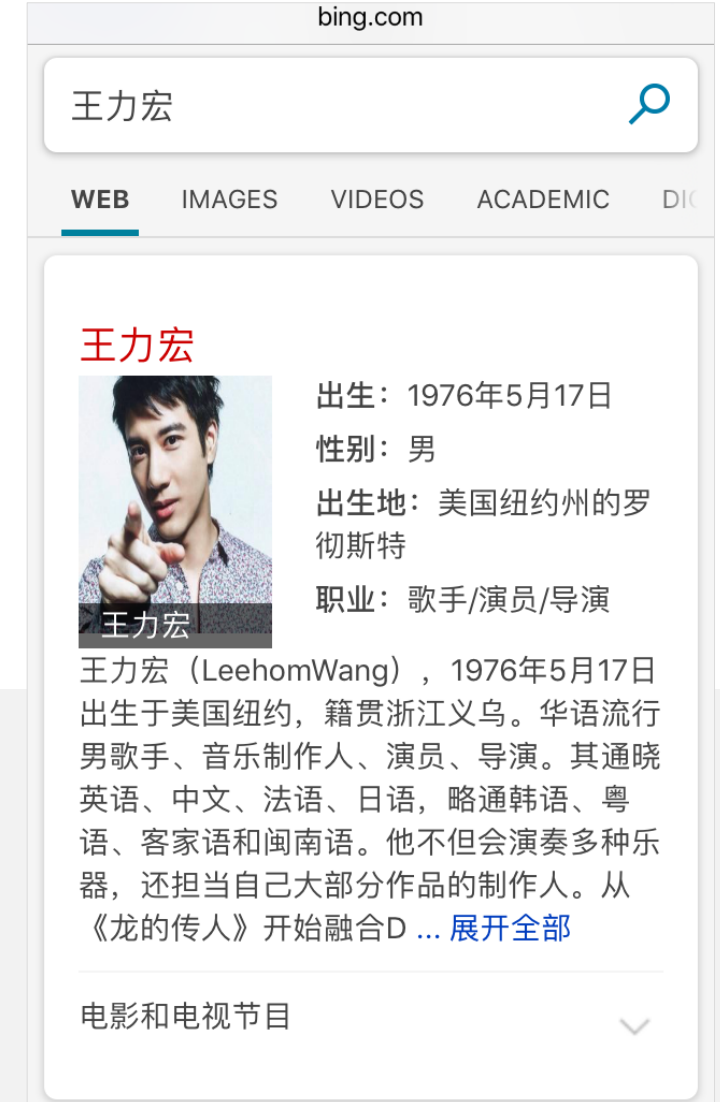 bing.com
王力宏
WEB IMAGES VIDEOS ACADEMIC
王力宏
王力宏
出生：1976年5月17日
性别：男
出生地：美国纽约州的罗
彻斯特
职业：歌手/演员/导演
王力宏（LeehomWang），1976年5月17日
出生于美国纽约，籍贯浙江义乌。华语流行
男歌手、音乐制作人、演员、导演。其通晓
英语、中文、法语、日语，略通韩语、粤
语、客家语和闽南语。他不但会演奏多种乐
器，还担当自己大部分作品的制作人。从
《龙的传人》开始融合D ... 展开全部
电影和电视节目